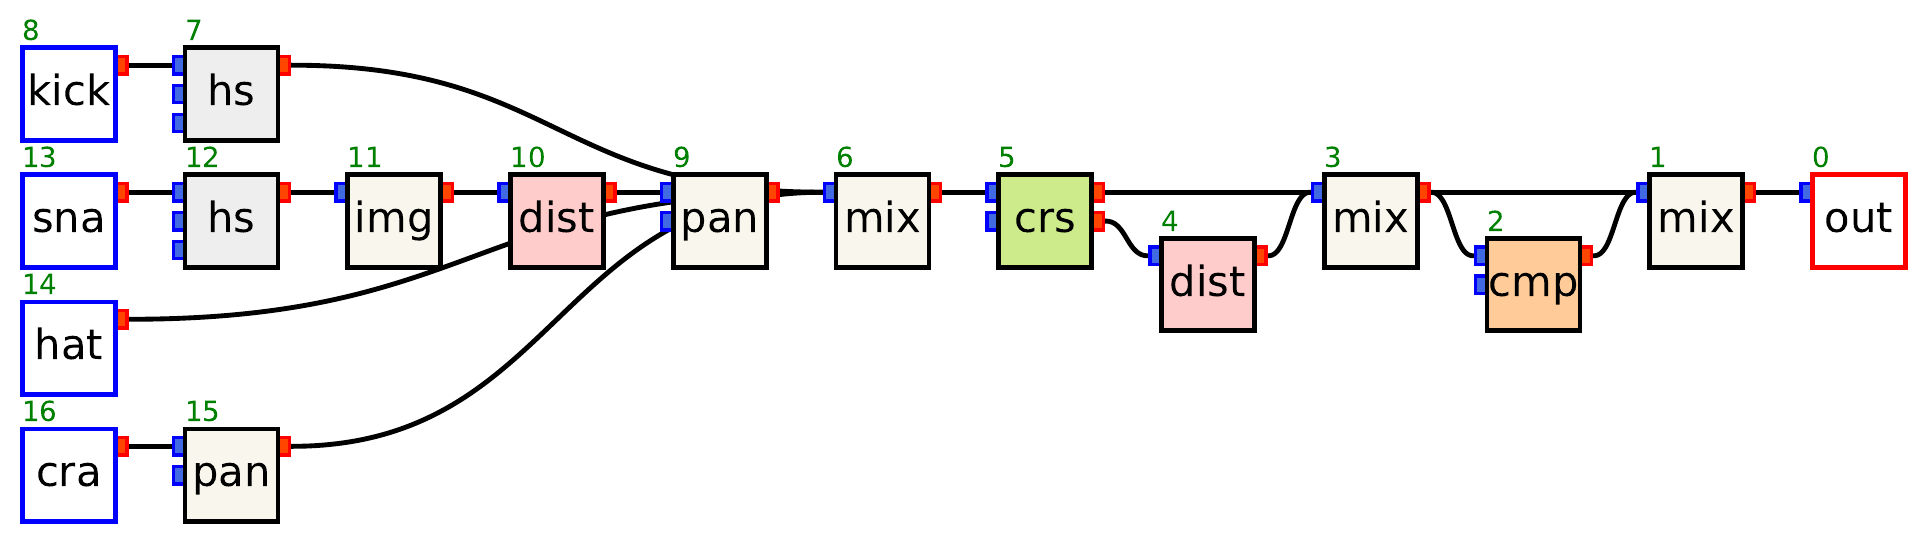 8 7
kick hs
13 12 11 10 9 6 5 3 1 0
sna hs img dist pan mix crs mix mix out
4 2
dist cmp
14
hat
16 15
cra pan